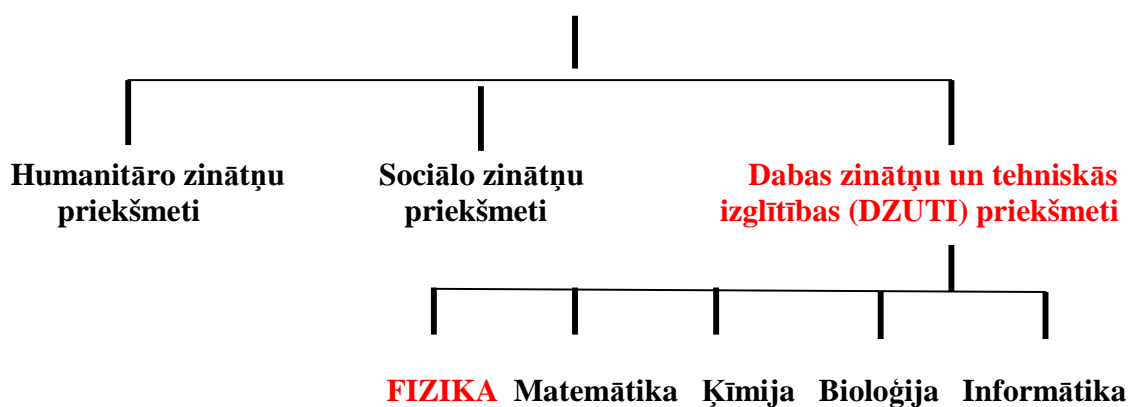 Humanitāro zinātņu
priekšmeti
Sociālo zinātņu
priekšmeti
Dabas zinātņu un tehniskās
izglītības (DZUTI) priekšmeti
FIZIKA Matemātika Ķīmija Bioloģija Informātika